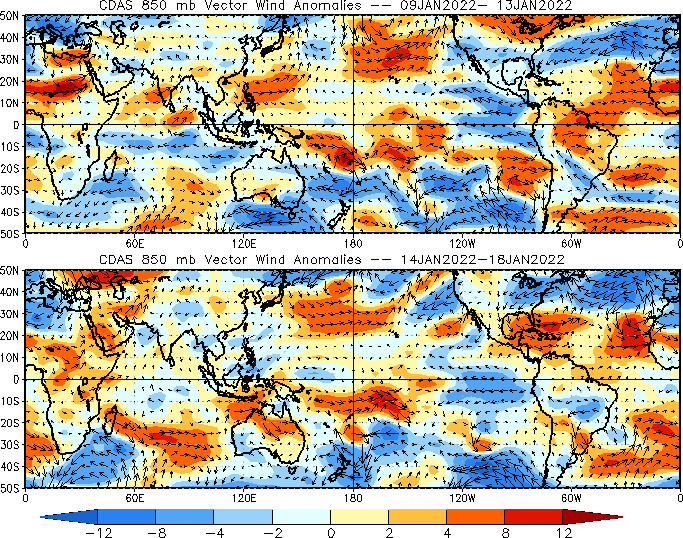 CDAS 850 mb Vector Wind Anomalies -- 09JAN2022- 13JAN2022
50N
40N
30N
20N
10N
0
10S
20S
30S
40S
50S
0 60E 120E 180 120W 60W 0
CDAS 850 mb Vector Wind Anomalies -- 14JAN2022-18JAN2022
50N
40N
30N
20N
10N
0
10S
20S
30S
40S
50S
0 60E 120E 180 120W 60W 0
-12 -8 -4 -2 0 2 4 8 12